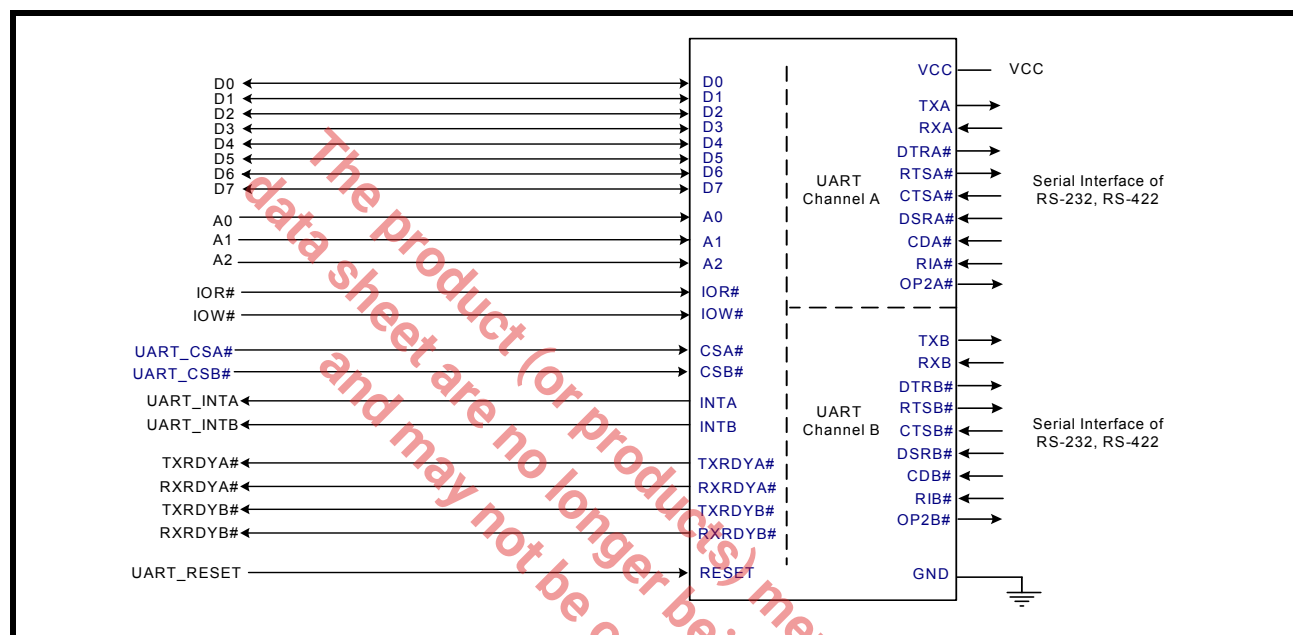 D0
D1
D2
D3
D4
D5
D6
D7
A0
A1
A2
IOR#
IOW#
UART_CSA#
UART_CSB#
UART_INTA
UART_INTB
TXRDYA#
RXRDYA#
TXRDYB#
RXRDYB#
UART_RESET
D0
D1
D2
D3
D4
D5
D6
D7
A0
A1
A2
IOR#
IOW#
CSA#
CSB#
INTA
INTB
TXRDYA#
RXRDYA#
TXRDYB#
RXRDYB#
RESET
UART
Channel A
UART
Channel B
VCC
TXA
RXA
DTRA#
RTSA#
CTSA#
DSRA#
CDA#
RIA#
OP2A#
TXB
RXB
DTRB#
RTSB#
CTSB#
DSRB#
CDB#
RIB#
OP2B#
GND
VCC
Serial Interface of
RS-232, RS-422
Serial Interface of
RS-232, RS-422
The product (or products)
data sheet are no longer
and may not be